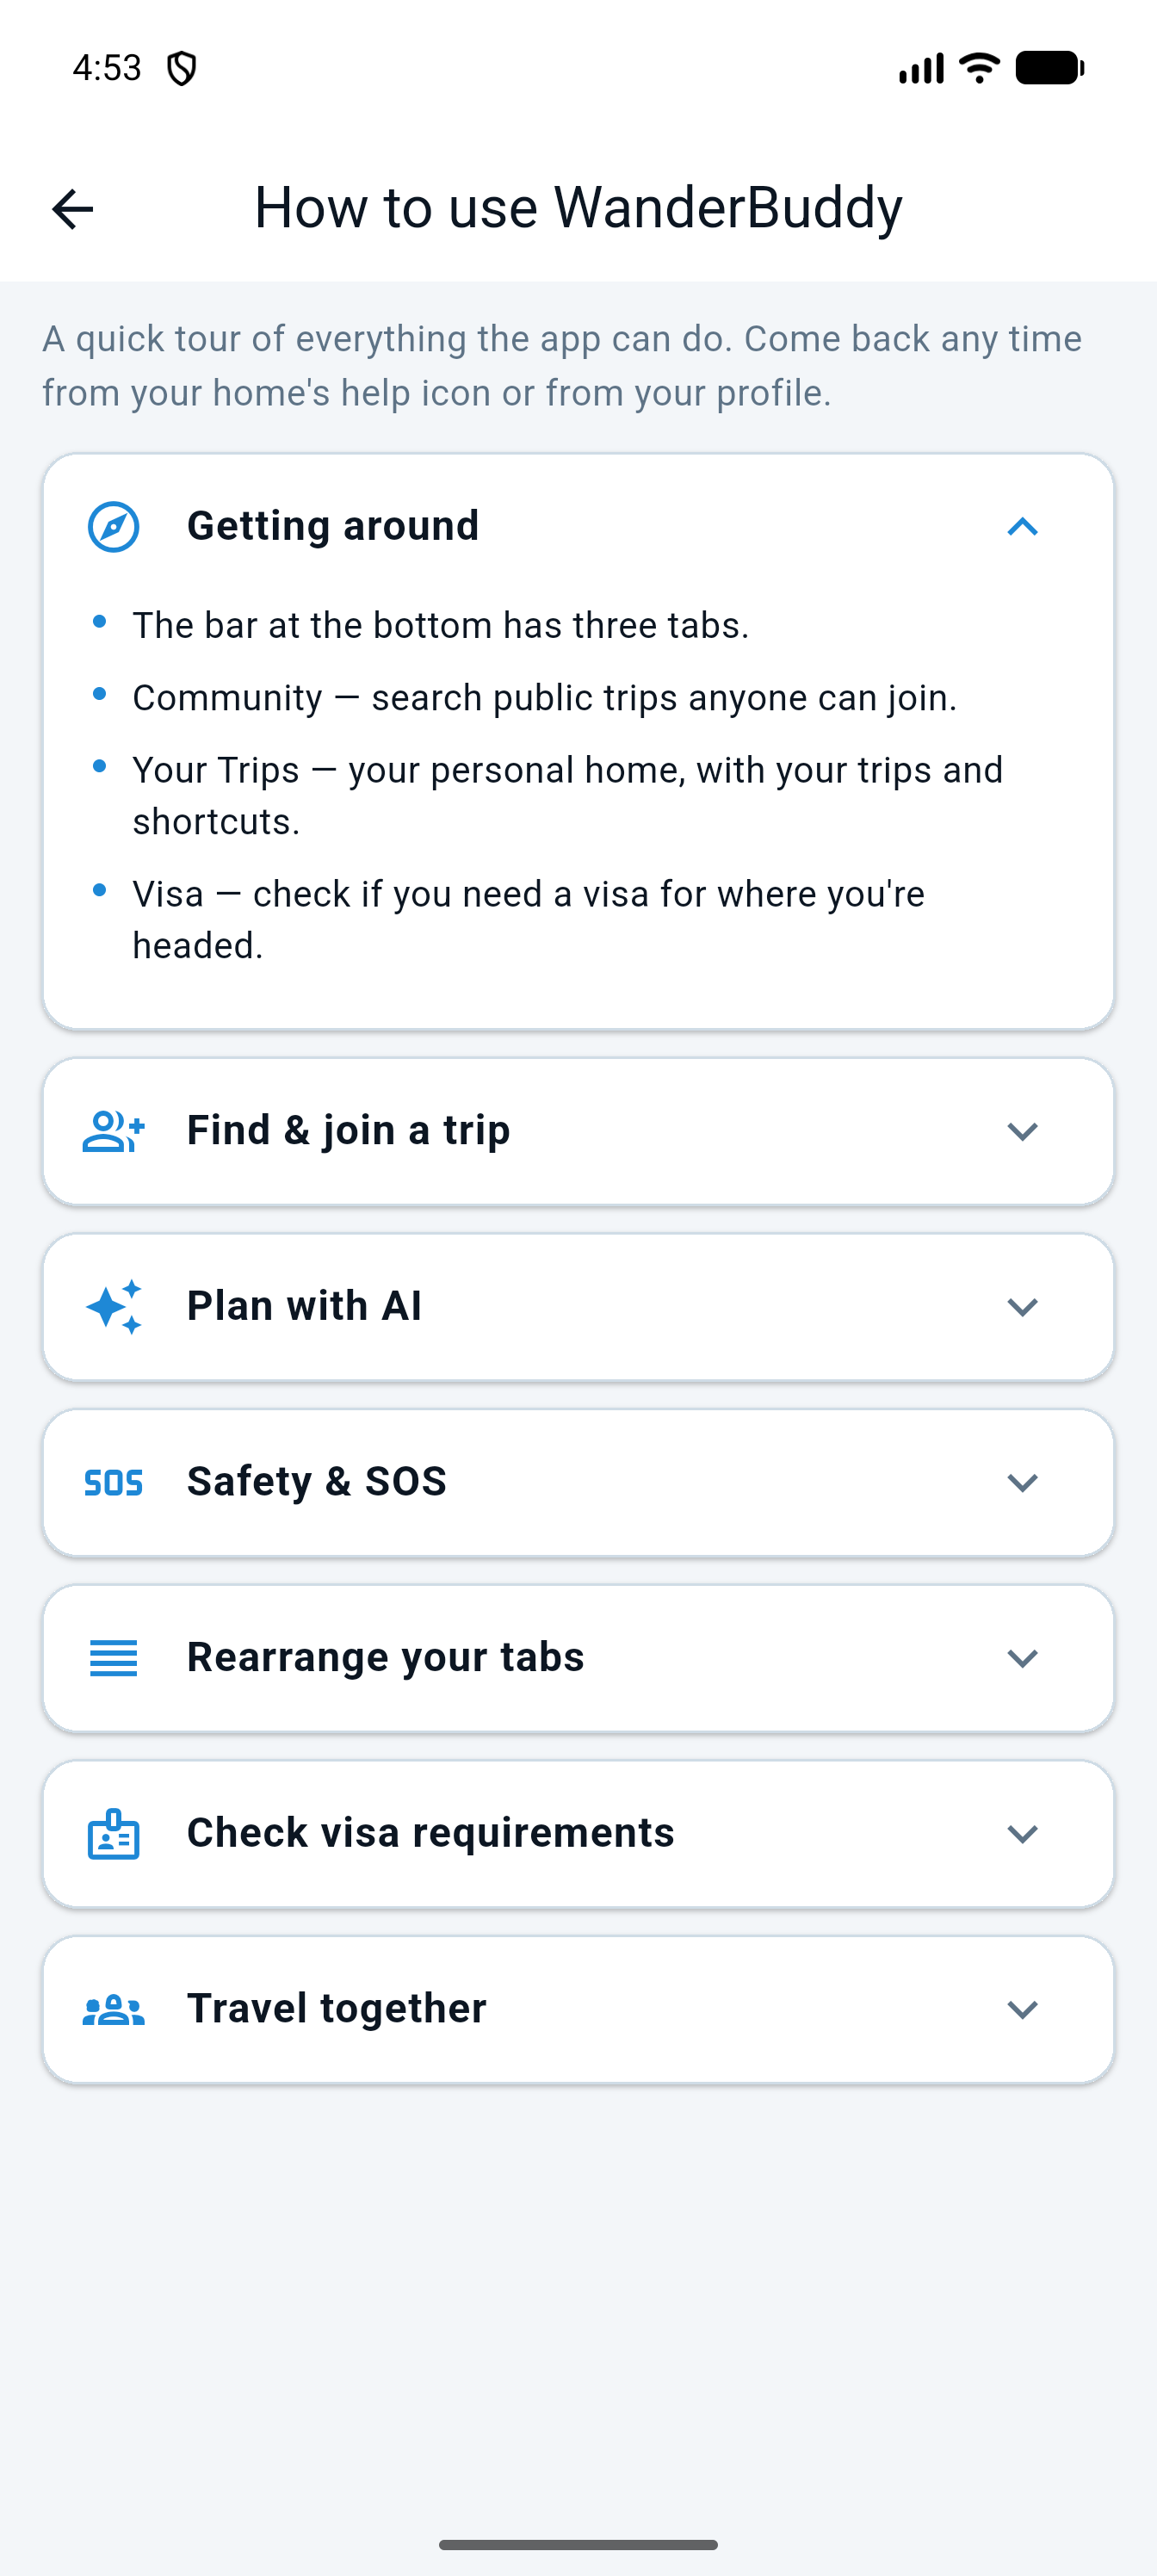 4:53
How to use WanderBuddy
A quick tour of everything the app can do. Come back any time
from your home's help icon or from your profile.
Getting around
The bar at the bottom has three tabs.
Community — search public trips anyone can join.
Your Trips — your personal home, with your trips and
shortcuts.
Visa — check if you need a visa for where you're
headed.
Find & join a trip
Plan with AI
SOS Safety & SOS
Rearrange your tabs
Check visa requirements
Travel together